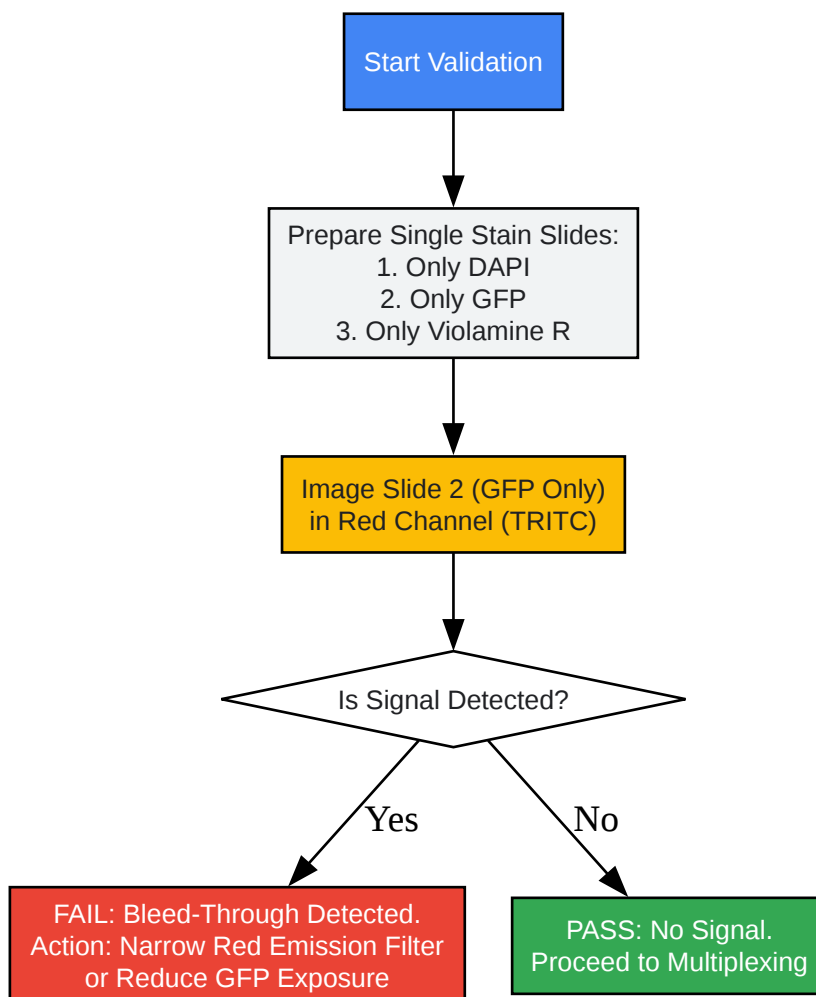 Start Validation
Prepare Single Stain Slides:
1. Only DAPI
2. Only GFP
3. Only Violamine R
Image Slide 2 (GFP Only)
in Red Channel (TRITC)
Is Signal Detected?
Yes
No
FAIL: Bleed-Through Detected.
Action: Narrow Red Emission Filter
or Reduce GFP Exposure
PASS: No Signal.
Proceed to Multiplexing